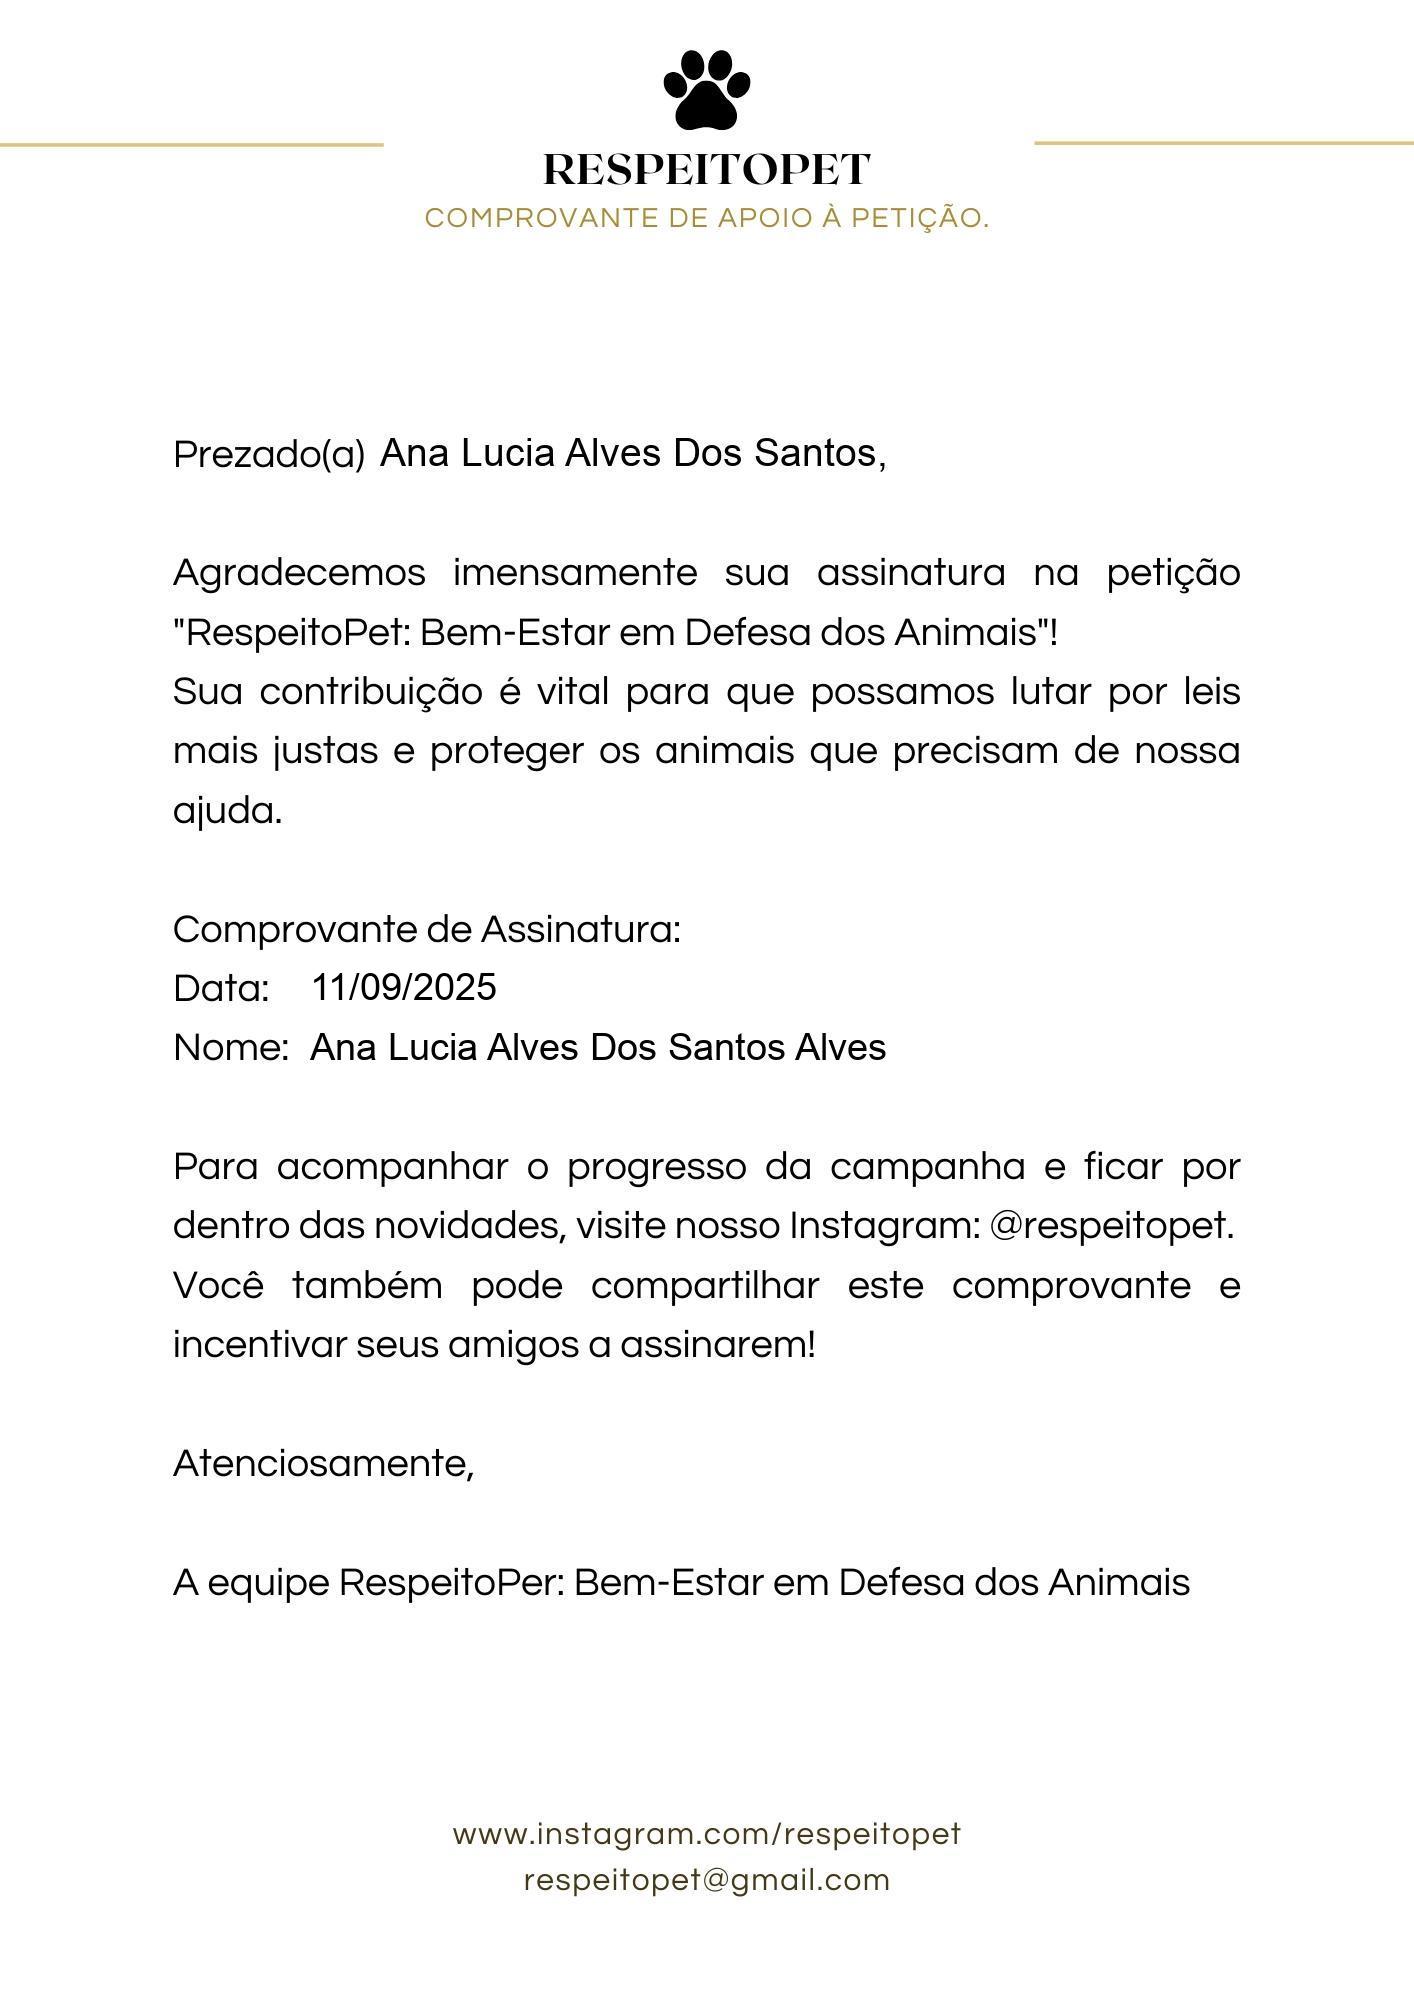 RESPEITOPET
COMPROVANTE DE APOIO À PETIÇÃO.
Prezado(a) Ana Lucia Alves Dos Santos,
Agradecemos imensamente sua assinatura na petição
"RespeitoPet: Bem-Estar em Defesa dos Animais"!
Sua contribuição é vital para que possamos lutar por leis
mais justas e proteger os animais que precisam de nossa
ajuda.
Comprovante de Assinatura:
Data: 11/09/2025
Nome: Ana Lucia Alves Dos Santos Alves
Para acompanhar o progresso da campanha e ficar por
dentro das novidades, visite nosso Instagram: @respeitopet.
Você também pode compartilhar este comprovante e
incentivar seus amigos a assinarem!
Atenciosamente,
A equipe RespeitoPer: Bem-Estar em Defesa dos Animais
www.instagram.com/respeitopet
respeitopet@gmail.com